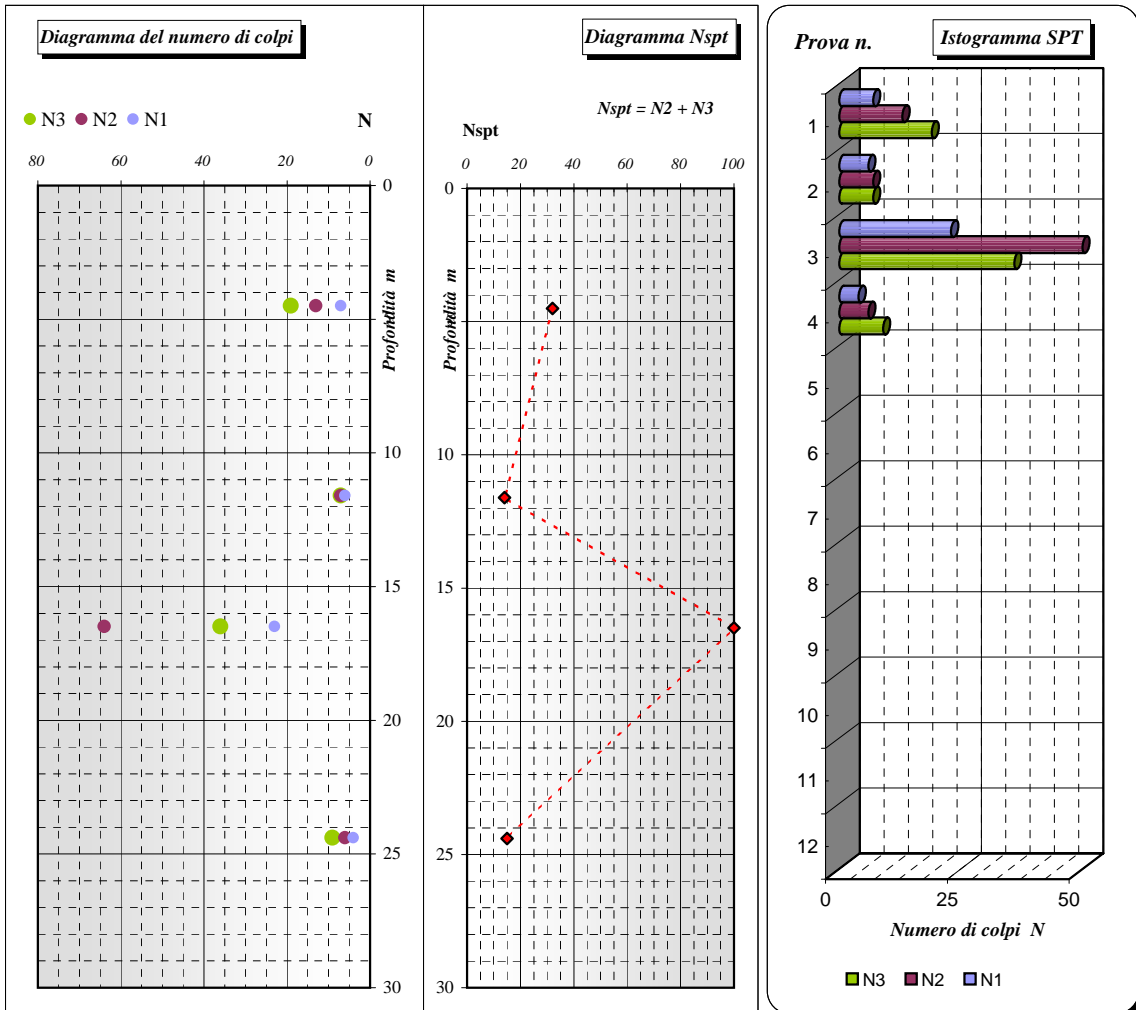 Diagramma del numero di colpi
N3 N2 N1
N
80 60 40 20 0
0
Profondità m
10
15
20
25
30
Diagramma Nspt
Nspt = N2 + N3
Nspt
0 20 40 60 80 100
0
Profondità m
10
15
20
25
30
Prova n.
Istogramma SPT
1
2
3
4
5
6
7
8
9
10
11
12
0 25 50
Numero di colpi N
N3 N2 N1